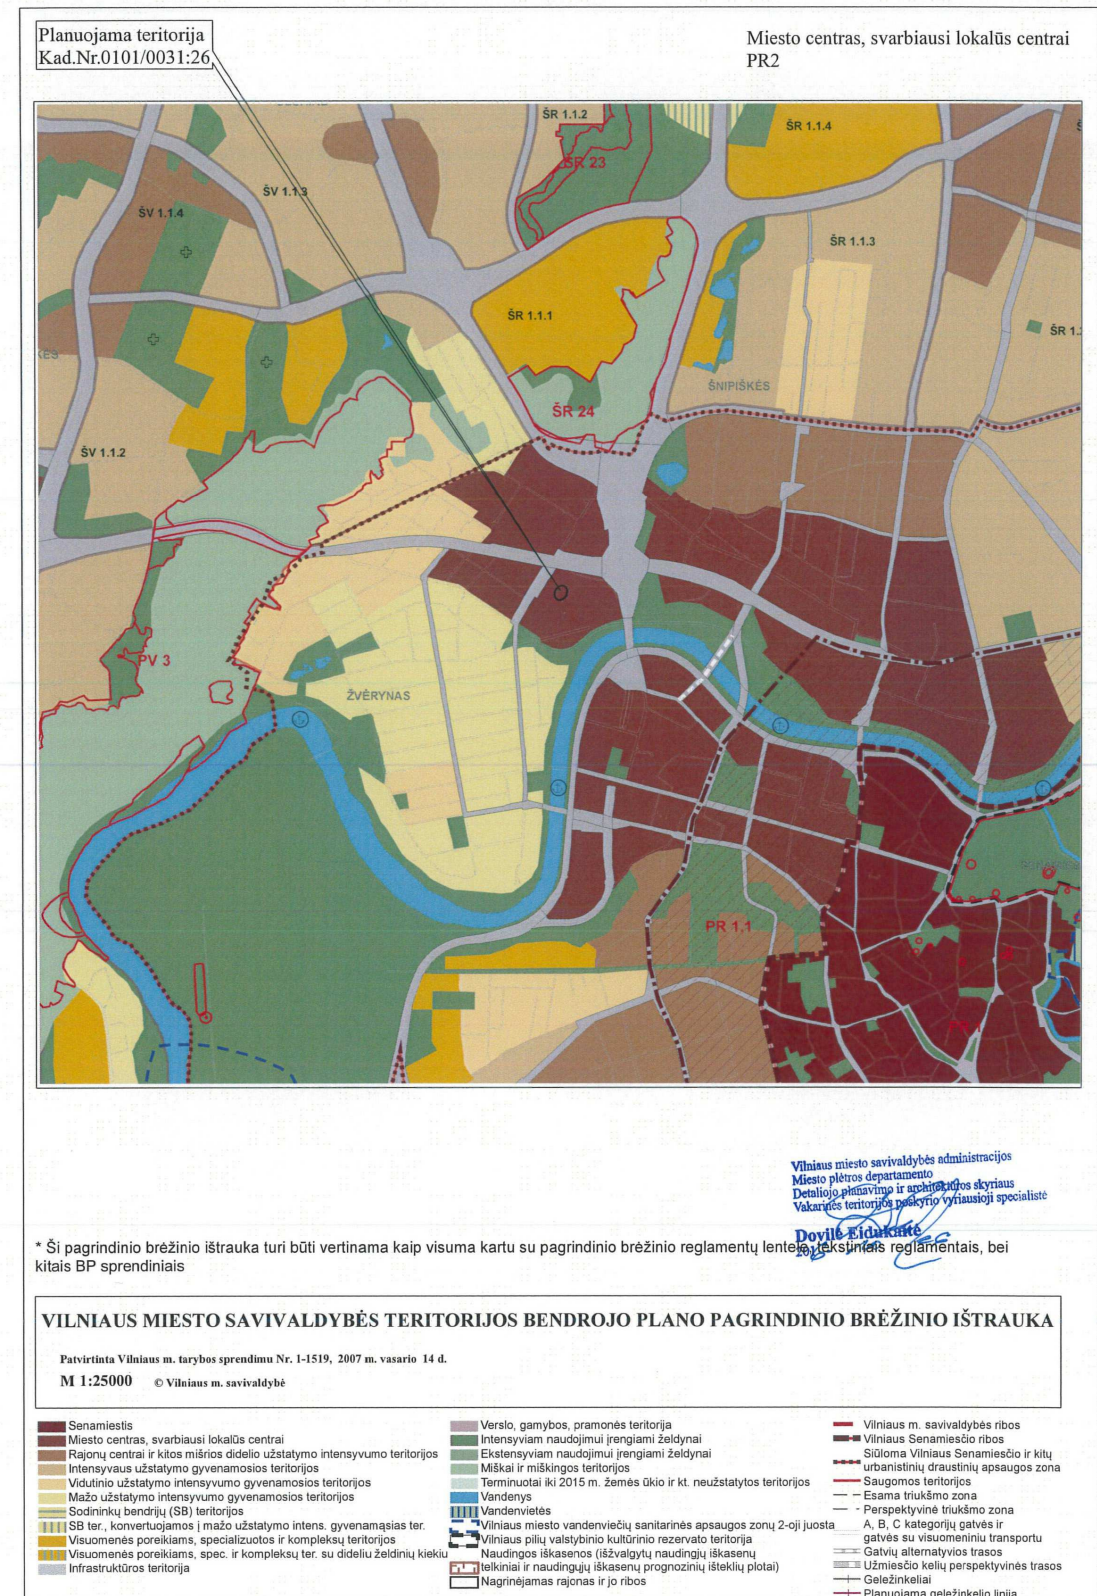 Planuojama teritorija
Kad.Nr.0101/0031:26
Miesto centras, svarbiausi lokalūs centrai
PR2
ŠR 1.1.2
ŠR 1.1.4
ŠR 23
ŠV 1.1.3
ŠV 1.1.4
ŠR 1.1.3
ŠR 1.1.1
ŠNIPIŠKĖS
ŠR 24
ŠV 1.1.2
PV 3
ŽVĖRYNAS
PR 1.1
Vilniaus miesto savivaldybės administracijos
Miesto plėtros departamento
Detaliojo planavimo ir architektūros skyriaus
Vakarinės teritorijos poskyrio vyriausioji specialistė
Dovilė Eidukaitė
* Ši pagrindinio brėžinio ištrauka turi būti vertinama kaip visuma kartu su pagrindinio brėžinio reglamentų lentele, tekstiniais reglamentais, bei
kitais BP sprendiniais
VILNIAUS MIESTO SAVIVALDYBĖS TERITORIJOS BENDROJO PLANO PAGRINDINIO BRĖŽINIO IŠTRAUKA
Patvirtinta Vilniaus m. tarybos sprendimu Nr. 1-1519, 2007 m. vasario 14 d.
M 1:25000 © Vilniaus m. savivaldybė
Senamiestis
Miesto centras, svarbiausi lokalūs centrai
Rajonų centrai ir kitos mišrios didelio užstatymo intensyvumo teritorijos
Intensyvaus užstatymo gyvenamosios teritorijos
Vidutinio užstatymo intensyvumo gyvenamosios teritorijos
Mažo užstatymo intensyvumo gyvenamosios teritorijos
Sodininkų bendrijų (SB) teritorijos
SB ter., konvertuojamos į mažo užstatymo intens. gyvenamąsias ter.
Visuomenės poreikiams, specializuotos ir kompleksų teritorijos
Visuomenės poreikiams, spec. ir kompleksų ter. su dideliu želdinių kiekiu
Infrastruktūros teritorija
Verslo, gamybos, pramonės teritorija
Intensyviam naudojimui įrengiami želdynai
Ekstensyviam naudojimui įrengiami želdynai
Miškai ir miškingos teritorijos
Terminuotai iki 2015 m. žemės ūkio ir kt. neužstatytos teritorijos
Vandenys
Vandenvietės
Vilniaus miesto vandenviečių sanitarinės apsaugos zonų 2-oji juosta
Vilniaus pilių valstybinio kultūrinio rezervato teritorija
Naudingos iškasenos (išžvalgytų naudingjų iškasenų
telkiniai ir naudingųjų iškasenų prognozinių išteklių plotai)
Nagrinėjamas rajonas ir jo ribos
Vilniaus m. savivaldybės ribos
Vilniaus Senamiesčio ribos
Siūloma Vilniaus Senamiesčio ir kitų
urbanistinių draustinių apsaugos zona
Saugomos teritorijos
Esama triukšmo zona
Perspektyvinė triukšmo zona
A, B, C kategorijų gatvės ir
gatvės su visuomeniniu transportu
Gatvių alternatyvios trasos
Užmiesčio kelių perspektyvinės trasos
Geležinkeliai
Planuojama geležinkelio linija